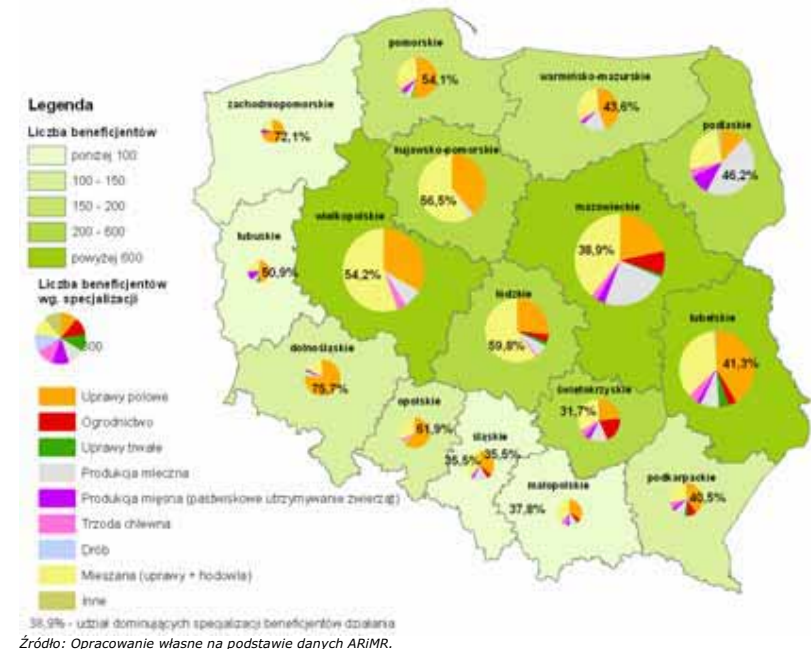 pomorskie
54,1%
warmińsko-mazurskie
43,6%
Legenda
zachodniopomorskie
72,1%
podlaskie
46,2%
Liczba beneficjentów
poniżej 100
100 - 150
150 - 200
200 - 600
powyżej 600
kujawsko-pomorskie
56,5%
wielkopolskie
54,2%
mazowieckie
38,9%
lubuskie
50,9%
Liczba beneficjentów
wg. specjalizacji
300
łódzkie
59,8%
lubelskie
41,3%
dolnośląskie
75,7%
opolskie
61,9%
świetokrzyskie
31,7%
śląskie
35,5%
35,5%
małopolskie
37,8%
podkarpackie
40,5%
Uprawy polowe
Ogrodnictwo
Uprawy trwałe
Produkcja mleczna
Produkcja mięsna (pastwiskowe utrzymywanie zwierząt)
Trzoda chlewna
Drób
Mieszana (uprawy + hodowla)
Inne
38,9% - udział dominujących specjalizacji beneficjentów działania
Źródło: Opracowanie własne na podstawie danych ARiMR.